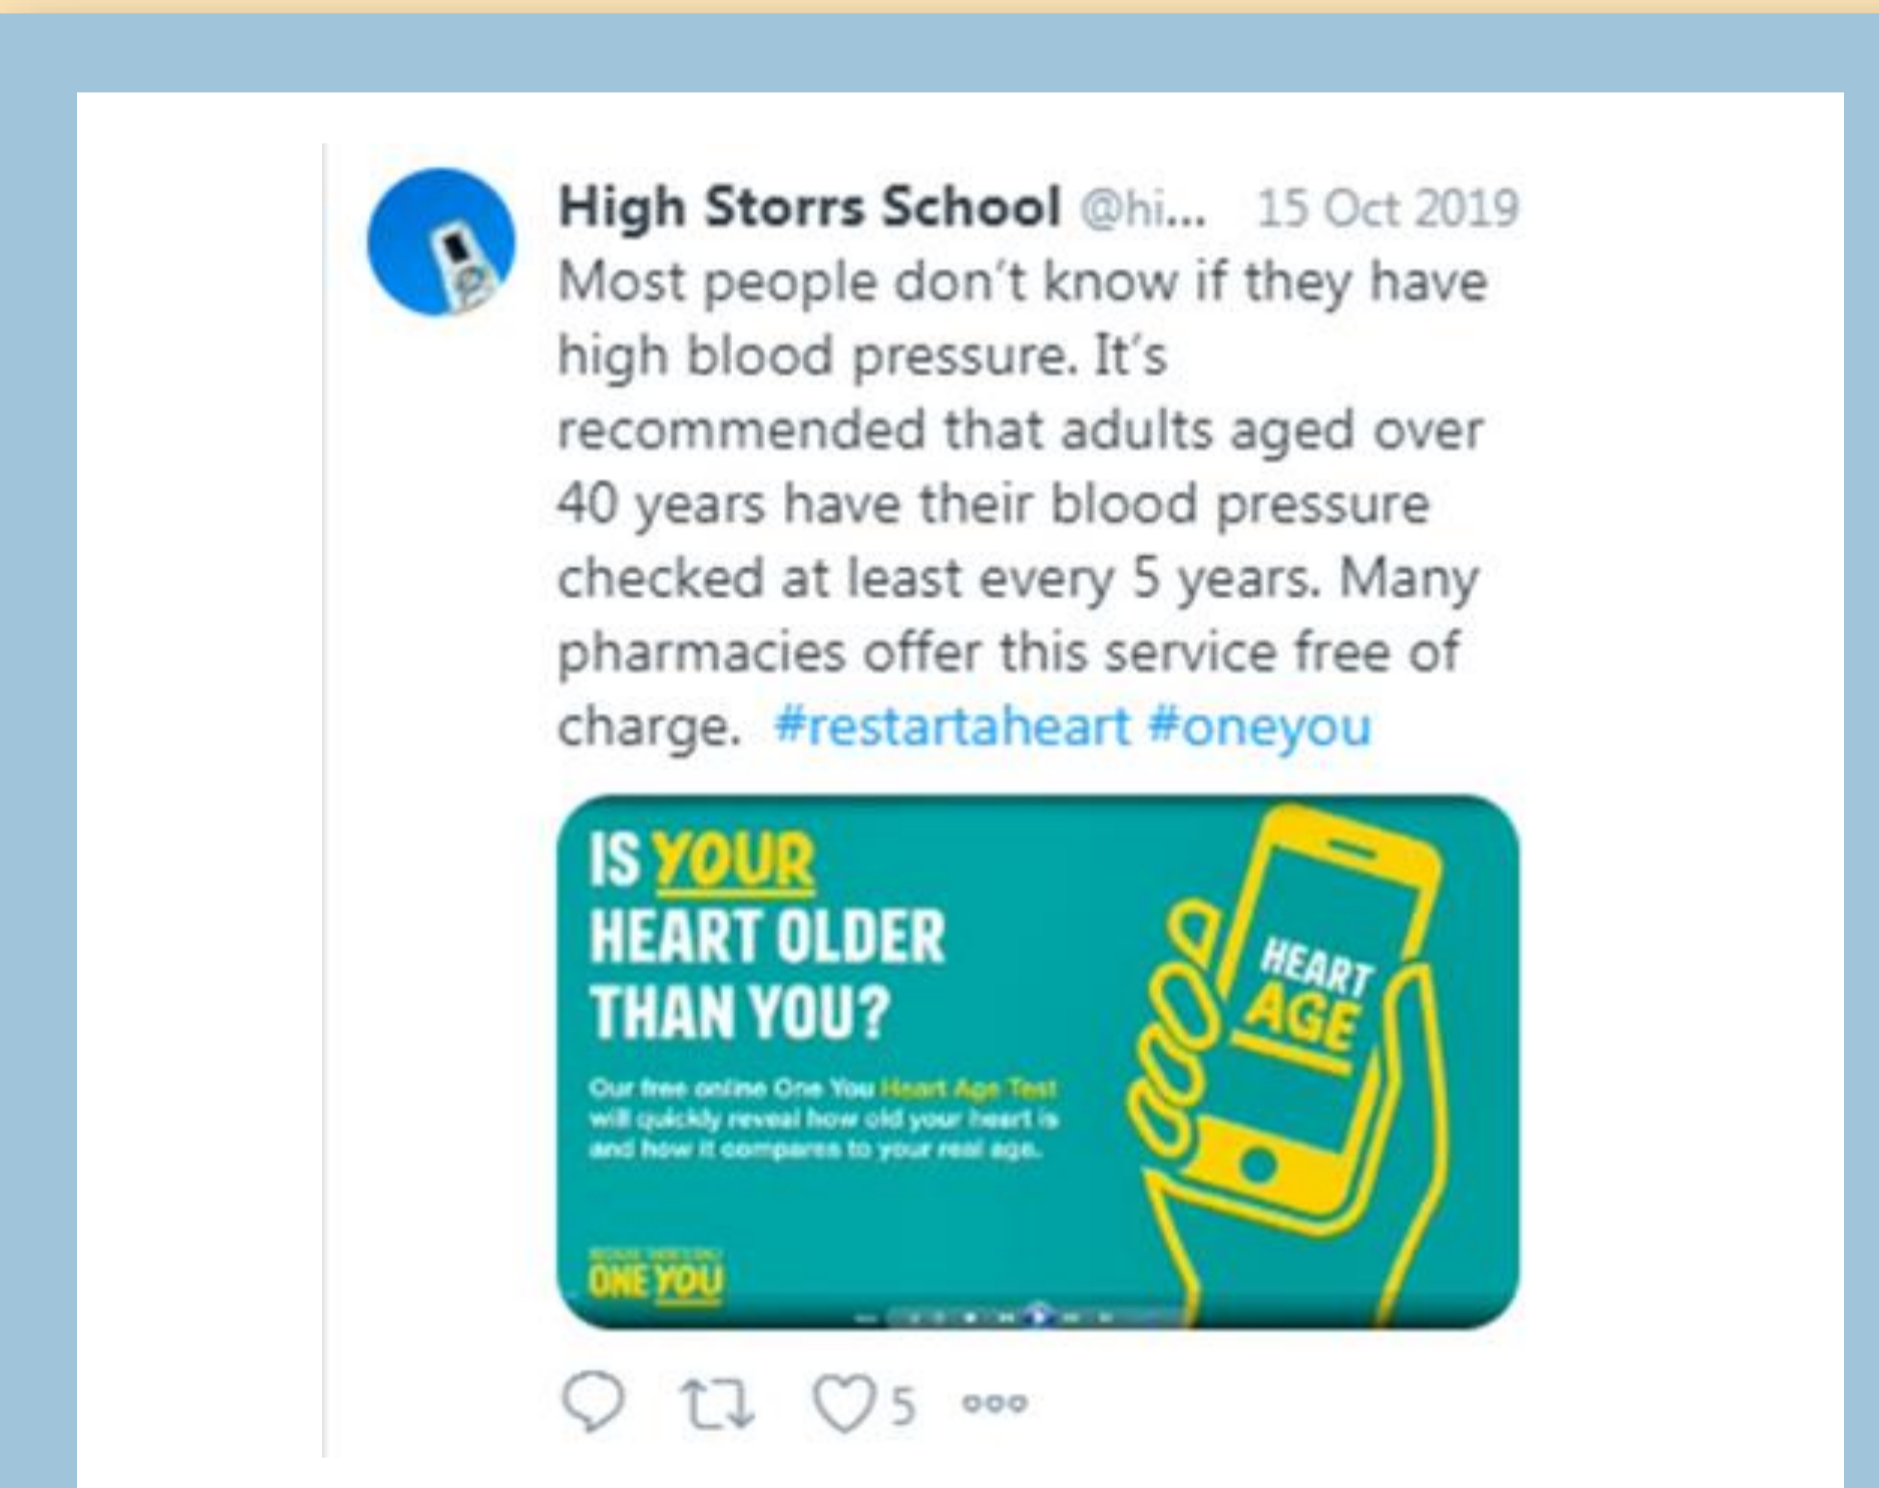 High Storrs School @hi... 15 Oct 2019
Most people don't know if they have
high blood pressure. It's
recommended that adults aged over
40 years have their blood pressure
checked at least every 5 years. Many
pharmacies offer this service free of
charge. #restartaheart #oneyou
IS YOUR
HEART OLDER
THAN YOU?
Our free online One You Heart Age Test
will quickly reveal how old your heart is
and how it compares to your real age.
HEART
AGE
ONE YOU
5